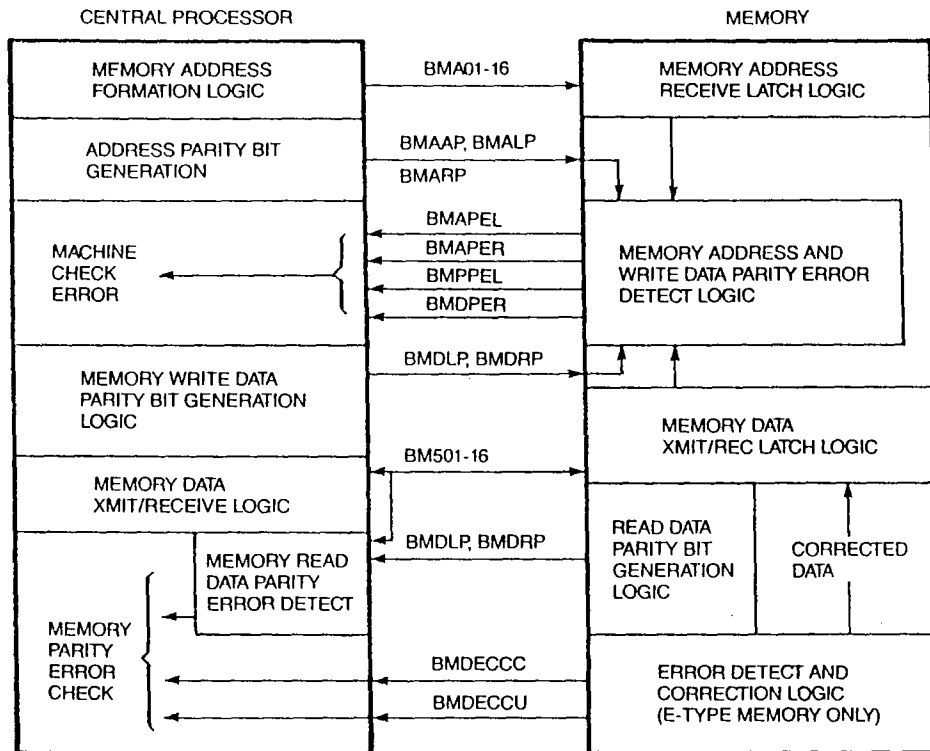 CENTRAL PROCESSOR
MEMORY
MEMORY ADDRESS
FORMATION LOGIC
BMA01-16
MEMORY ADDRESS
RECEIVE LATCH LOGIC
ADDRESS PARITY BIT
GENERATION
BMAAP, BMALP
BMARP
MACHINE
CHECK
ERROR
BMAPEL
BMAPER
BMPPEL
BMDPER
MEMORY ADDRESS AND
WRITE DATA PARITY ERROR
DETECT LOGIC
MEMORY WRITE DATA
PARITY BIT GENERATION
LOGIC
BMDLP, BMDRP
MEMORY DATA
XMIT/REC LATCH LOGIC
MEMORY DATA
XMIT/RECEIVE LOGIC
BM501-16
MEMORY READ
DATA PARITY
ERROR DETECT
BMDLP, BMDRP
READ DATA
PARITY BIT
GENERATION
LOGIC
CORRECTED
DATA
MEMORY
PARITY
ERROR
CHECK
BMDECCC
BMDECCU
ERROR DETECT AND
CORRECTION LOGIC
(E-TYPE MEMORY ONLY)